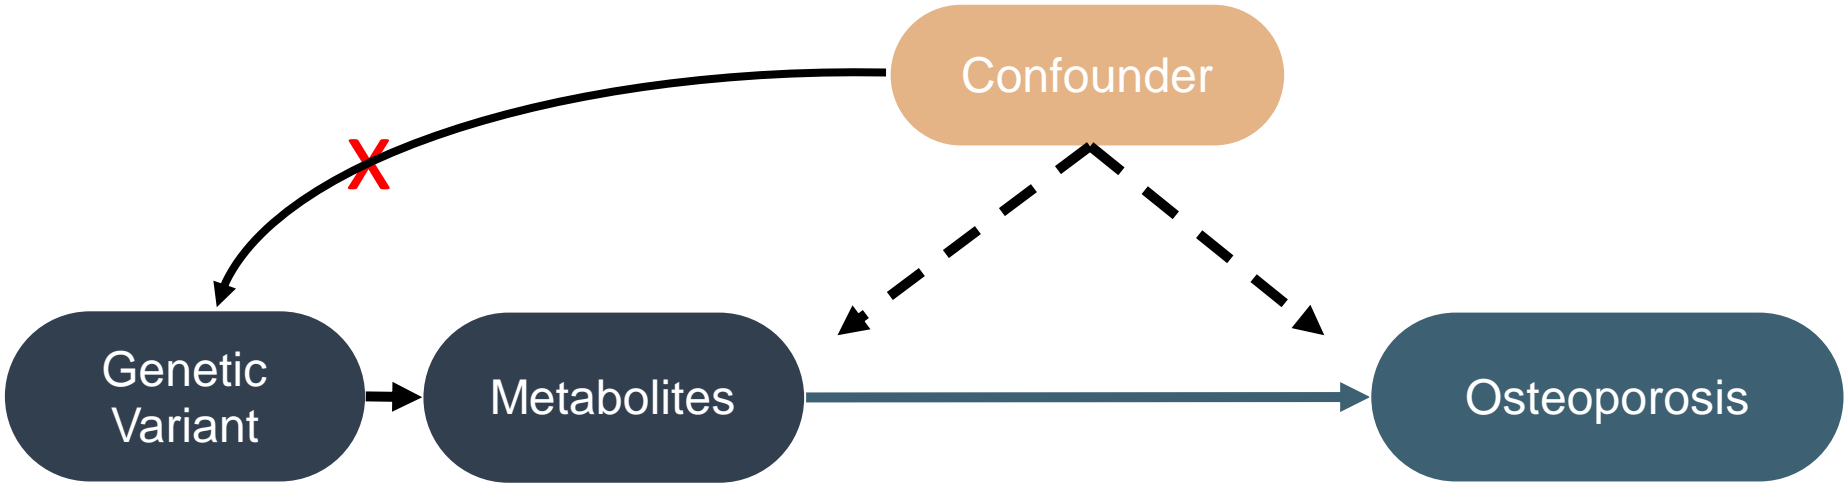 Confounder
X
Genetic
Variant
Metabolites
Osteoporosis